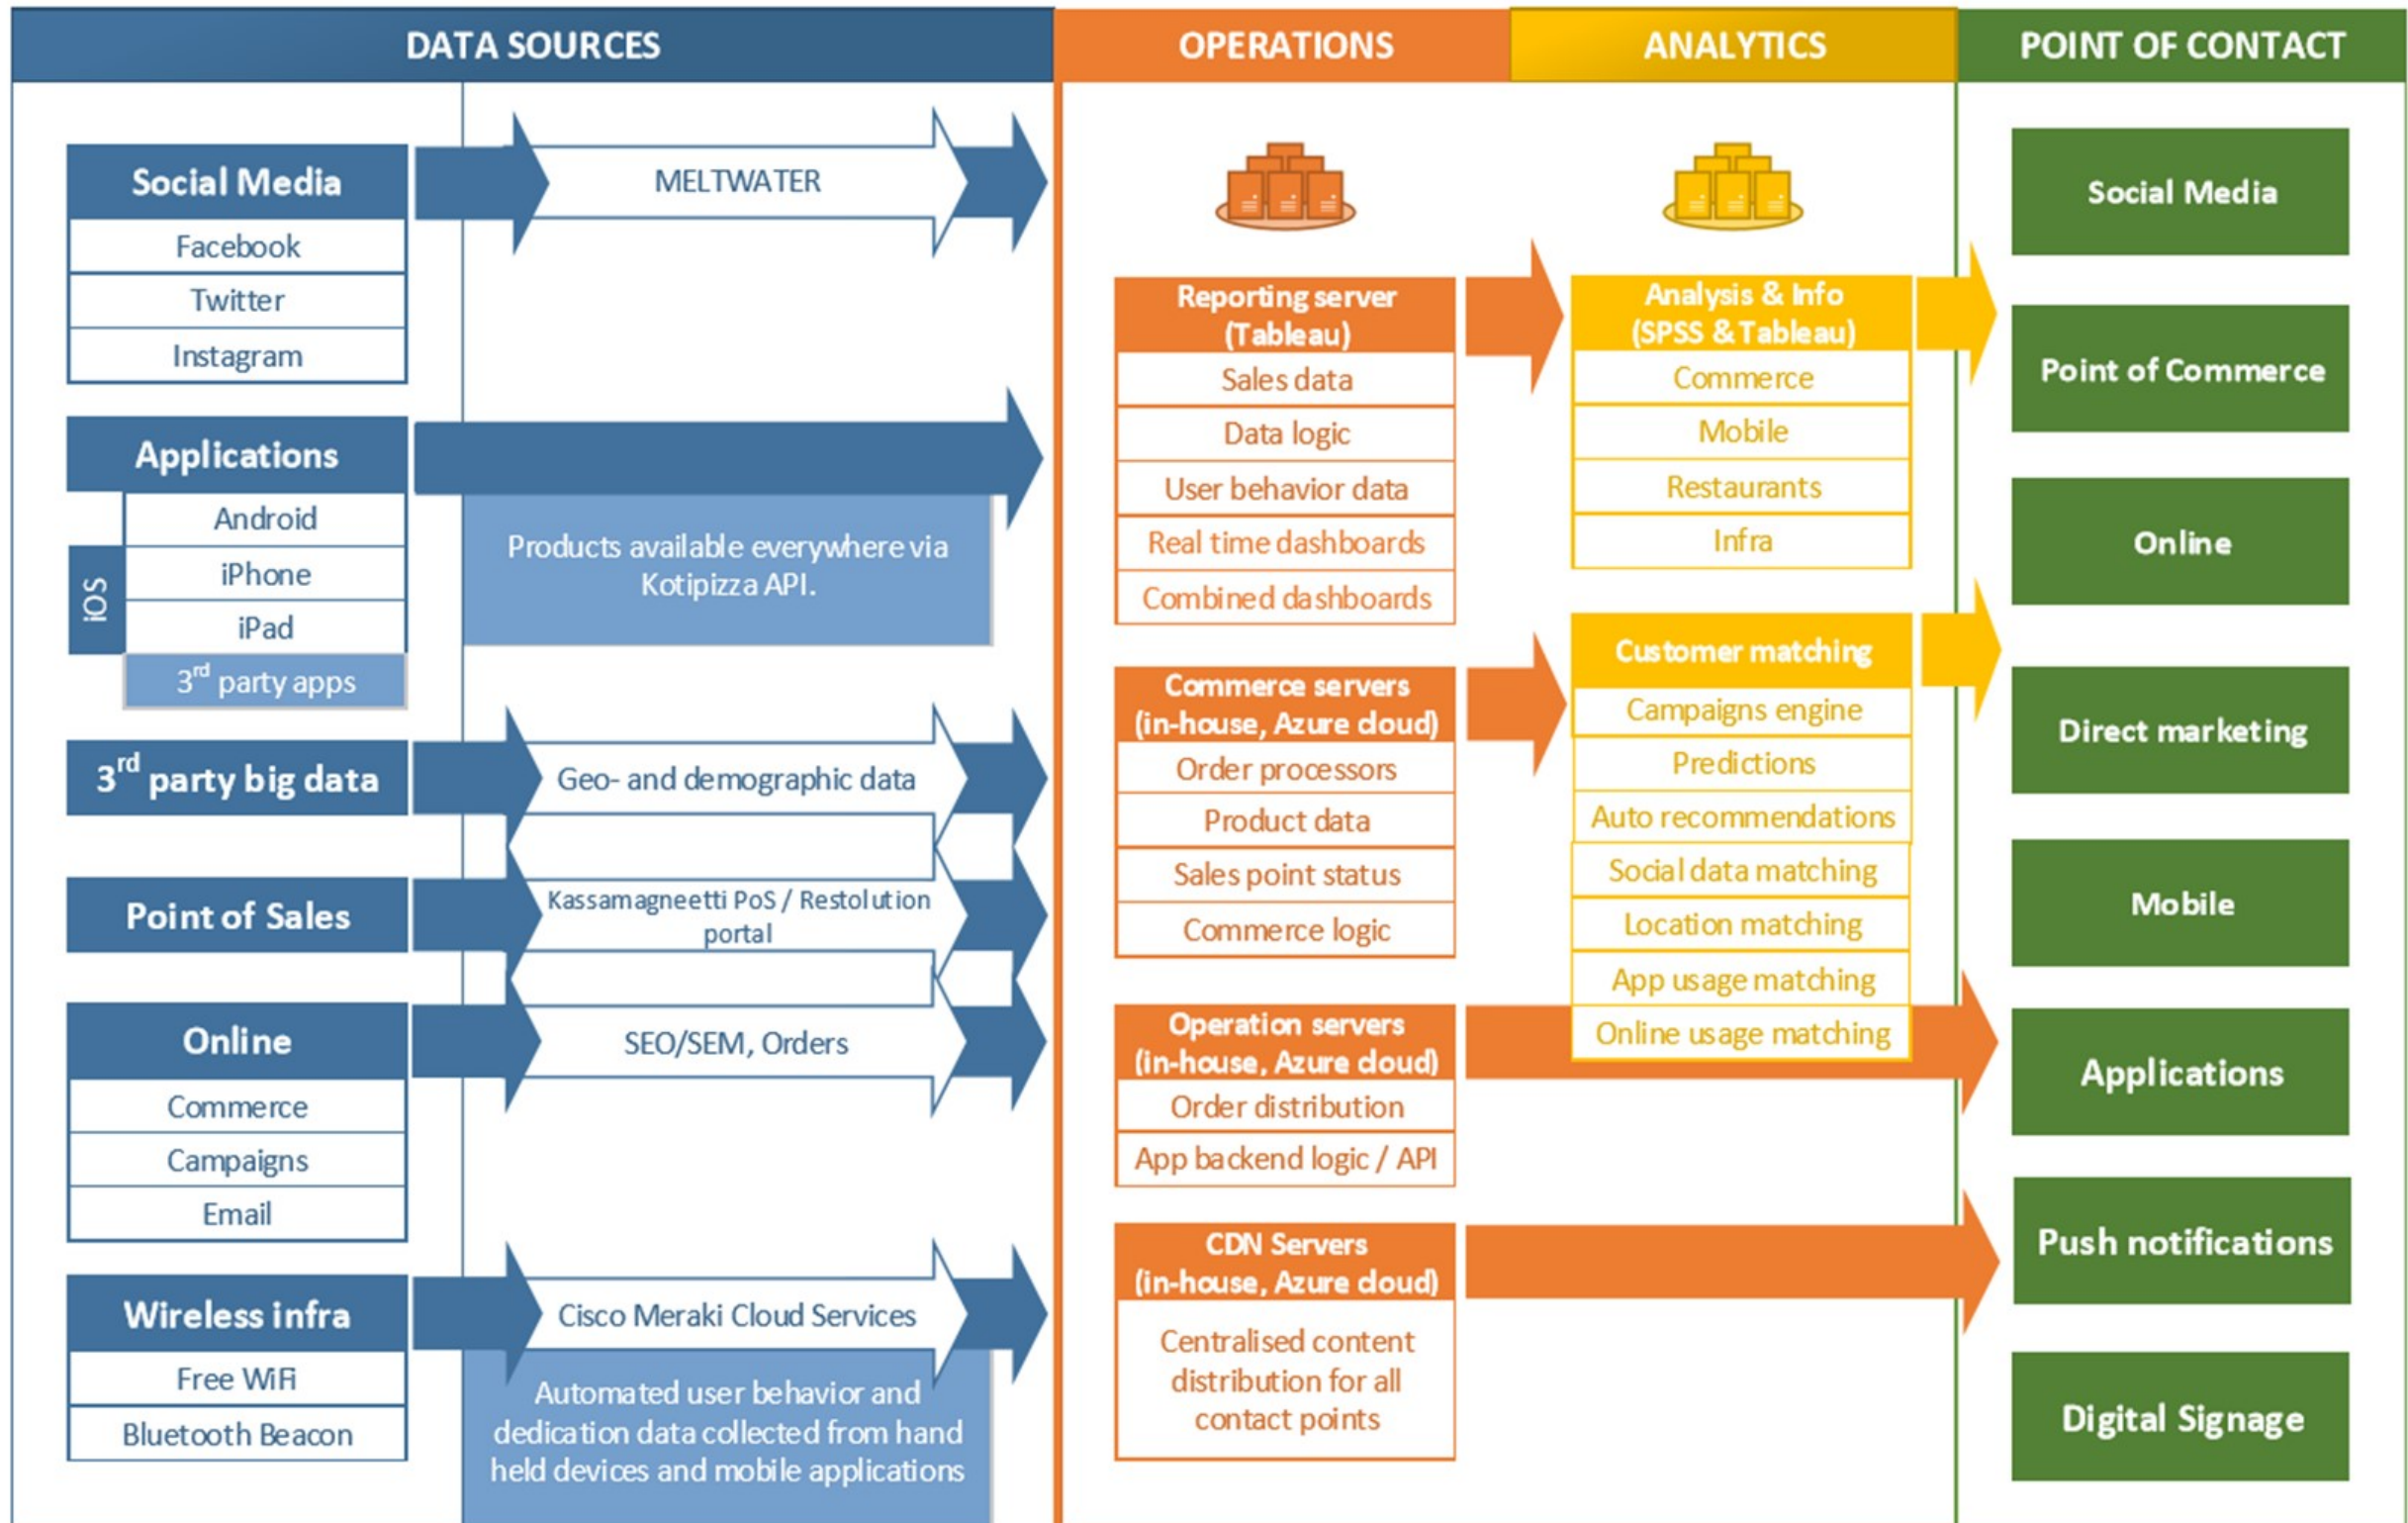 DATA SOURCES
OPERATIONS
ANALYTICS
POINT OF CONTACT
Social Media
Facebook
Twitter
Instagram
MELTWATER
Applications
Android
iOS
iPhone
iPad
3rd party apps
Products available everywhere via
Kotipizza API.
3rd party big data
Geo- and demographic data
Point of Sales
Kassamagneetti PoS / Restolution
portal
Online
Commerce
Campaigns
Email
SEO/SEM, Orders
Wireless infra
Free WiFi
Bluetooth Beacon
Cisco Meraki Cloud Services
Automated user behavior and
dedication data collected from hand
held devices and mobile applications
Reporting server
(Tableau)
Sales data
Data logic
User behavior data
Real time dashboards
Combined dashboards
Commerce servers
(in-house, Azure cloud)
Order processors
Product data
Sales point status
Commerce logic
Operation servers
(in-house, Azure cloud)
Order distribution
App backend logic / API
CDN Servers
(in-house, Azure cloud)
Centralised content
distribution for all
contact points
Analysis & Info
(SPSS & Tableau)
Commerce
Mobile
Restaurants
Infra
Customer matching
Campaigns engine
Predictions
Auto recommendations
Social data matching
Location matching
App usage matching
Online usage matching
Social Media
Point of Commerce
Online
Direct marketing
Mobile
Applications
Push notifications
Digital Signage